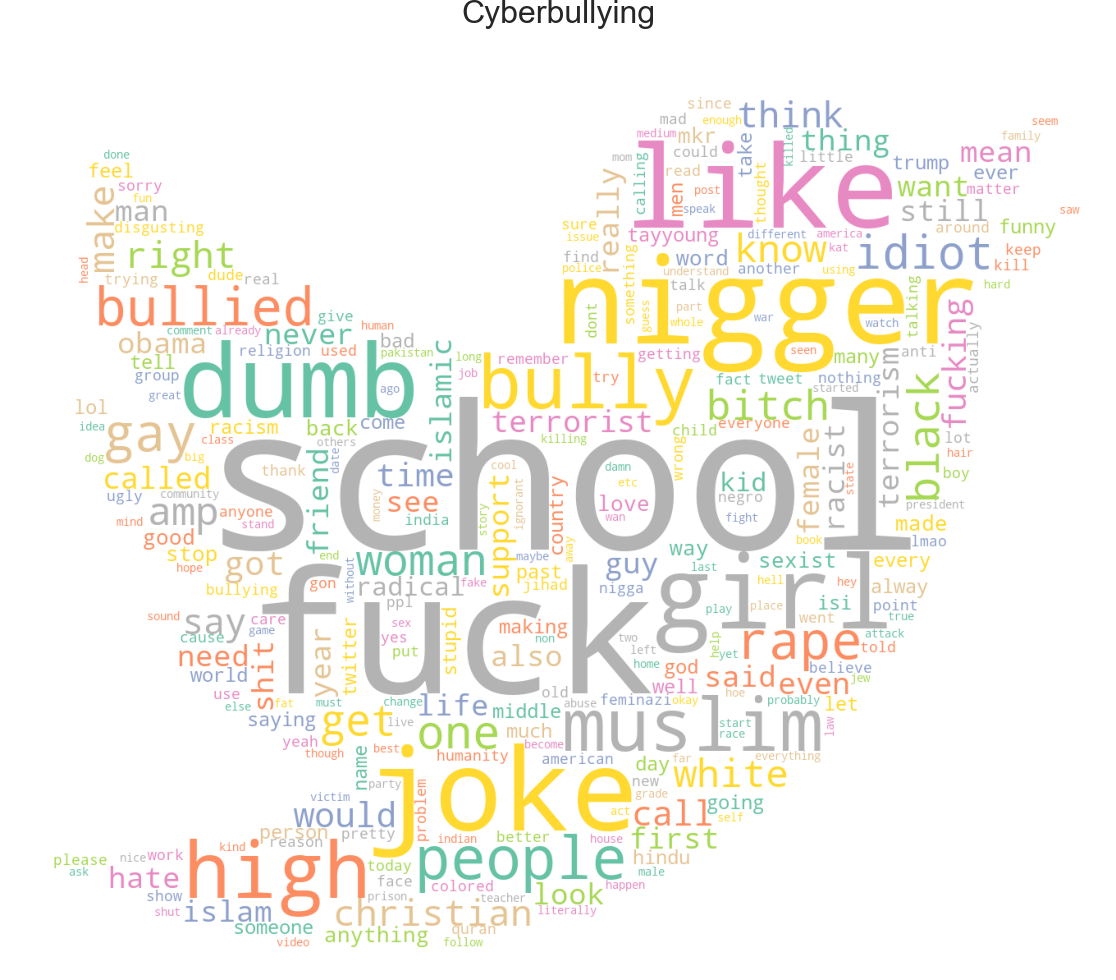 Cyberbullying
since
think
done
mad
enough
seem
feel
medium
mkr
take
killed
thing
family
sorry
mom
could
little
mean
fun
calling
read
trump
ever
make
man
really
like
men
post
thought
want
matter
disgusting
speak
still
saw
right
sure
tayyoung
different
america
around
funny
head
issue
word
know
kat
idiot
keep
trying
dude
real
find
something
another
kill
police
understand
using
hard
bullied
talk
nigger
talking
fucking
give
dont
guess
part
war
comment
already
human
whole
watch
actually
obama
never
bad
islamic
long
remember
getting
seen
many
anti
tell
religion
used
pakistan
bully
terrorism
group
dumb
job
try
fact
tweet
nothing
great
ago
started
black
lol
racism
back
come
terrorist
child
bitch
idea
gay
class
others
killing
wrong
everyone
lot
hair
dog
big
date
school
female
racist
called
friend
thank
time
cool
damn
state
boy
ugly
community
money
see
support
ignorant
country
etc
love
kid
negro
president
mind
amp
anyone
stand
india
story
wan
fight
made
good
book
lmao
stop
end
woman
maybe
away
guy
way
sexist
every
hope
got
without
past
last
bullying
gon
radical
fake
jihad
nigga
girl
hell
hey
alway
sound
say
care
ppl
fuck
play
place
isi
point
cause
game
year
twitter
sex
stupid
making
two
went
true
need
shit
yes
non
left
help
rape
attack
told
world
put
also
home
god
yet
believe
use
fat
must
change
old
well
said
even
jew
else
life
middle
abuse
feminazi
okay
hoe
probably
saying
get
live
one
much
muslim
start
let
yeah
race
law
though
best
humanity
become
american
day
far
everything
name
joke
new
white
party
grade
victim
problem
act
call
going
would
self
person
pretty
indian
better
house
first
kind
reason
please
nice
work
high
today
people
hindu
ask
hate
face
colored
look
male
show
prison
teacher
happen
shut
islam
christian
literally
someone
quran
video
anything
follow